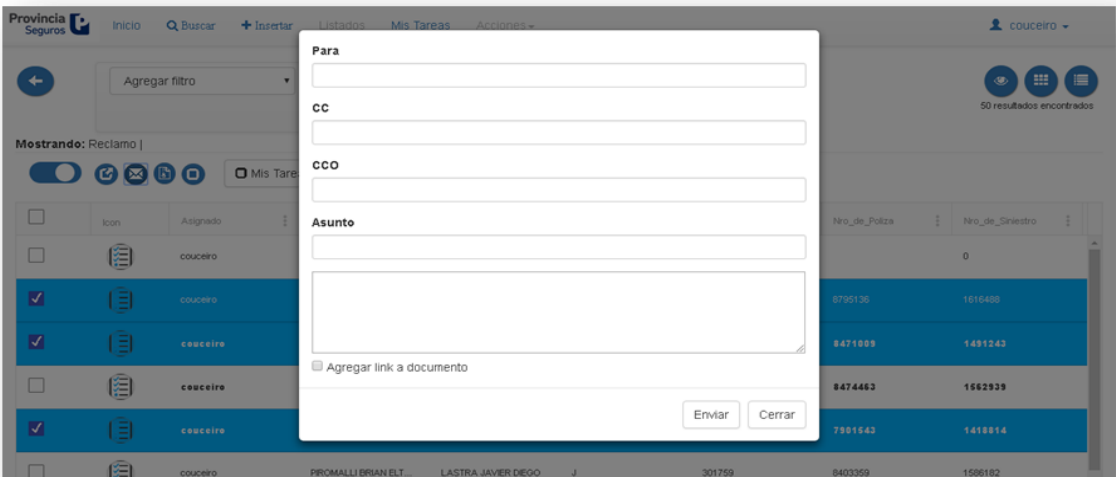 Provincia
Seguros
Inicio
Buscar
Insertar
Listados
Mis Tareas
Acciones
couceiro
Agregar filtro
50 resultados encontrados
Mostrando: Reclamo |
Mis Tare
Para
CC
CCO
Asunto
Agregar link a documento
Enviar
Cerrar
Icon
Asignado
Nro_de_Poliza
Nro_de_Siniestro
couceiro 0
couceiro 8795136 1616488
couceiro 8471009 1491243
couceiro 8474463 1562939
couceiro 7901543 1418814
couceiro PIROMALLI BRIAN ELT... LASTRA JAVIER DIEGO J 301759 8403359 1586182